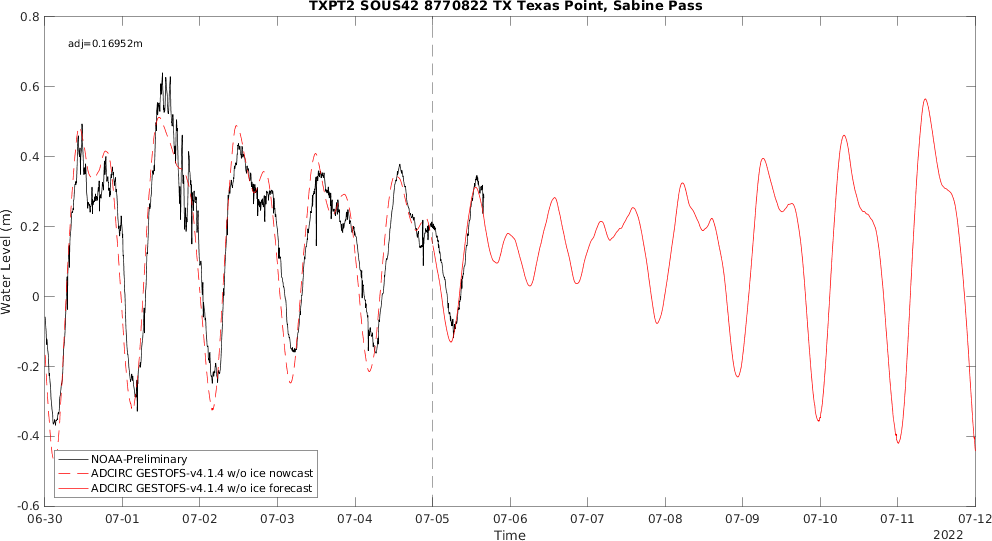 TXPT2 SOUS42 8770822 TX Texas Point, Sabine Pass
adj=0.16952m
0.8
0.6
0.4
0.2
0
-0.2
-0.4
-0.6
Water Level (m)
NOAA-Preliminary
ADCIRC GESTOFS-v4.1.4 w/o ice nowcast
ADCIRC GESTOFS-v4.1.4 w/o ice forecast
06-30 07-01 07-02 07-03 07-04 07-05 07-06 07-07 07-08 07-09 07-10 07-11 07-12
Time
2022